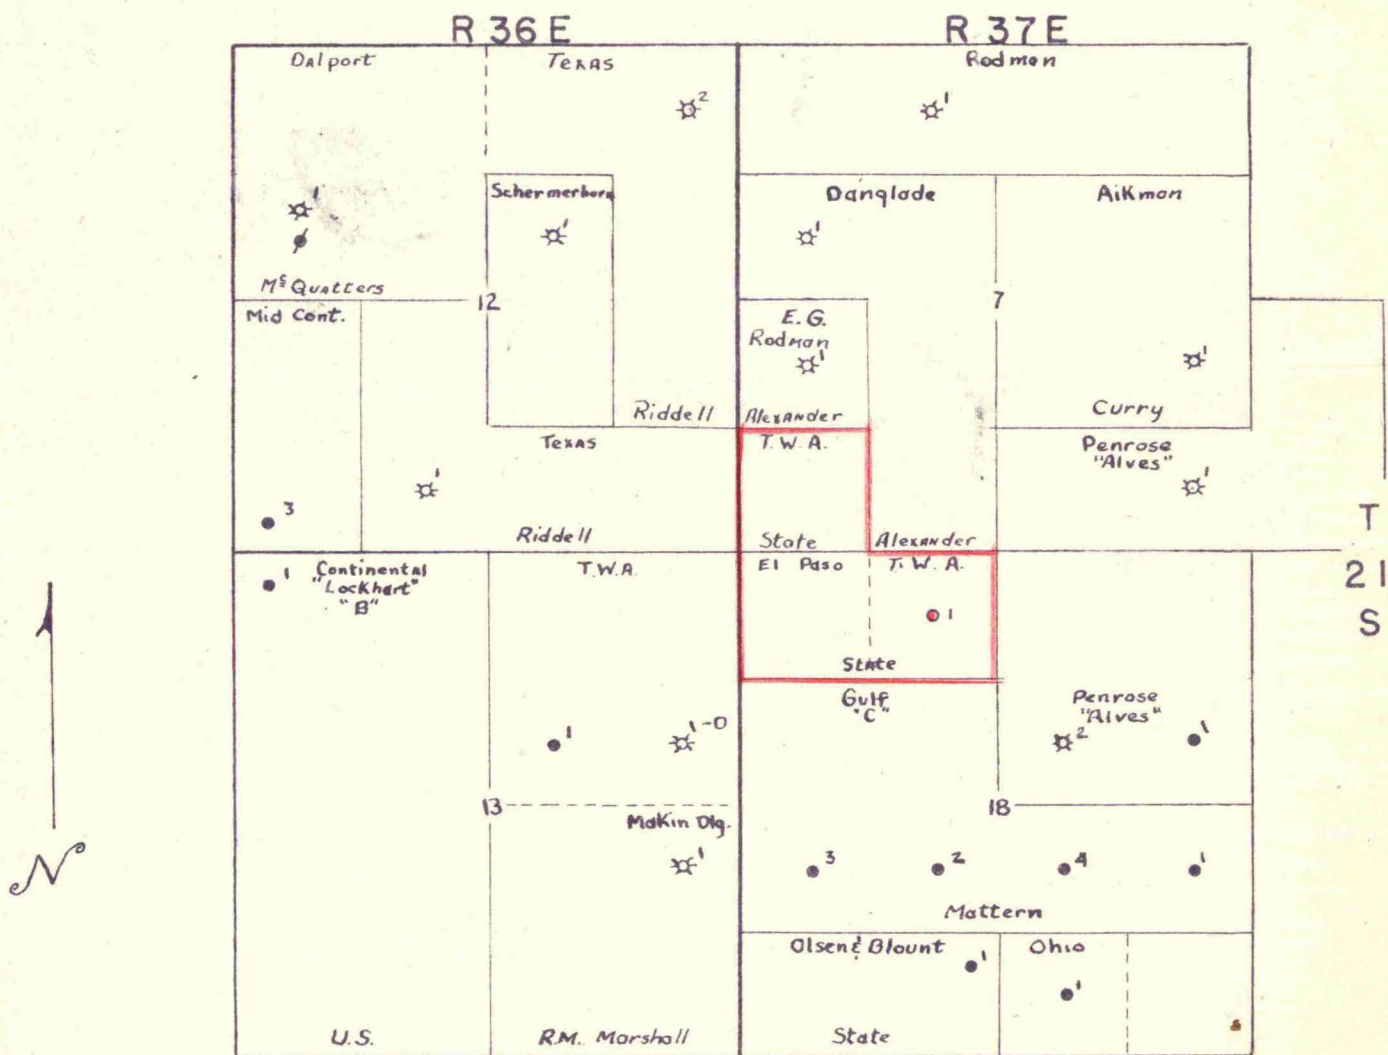 R 36 E
R 37 E
Dalport
Texas
Rodman
2
1
Schermerhorn
Danglade
Aikman
1
1
1
McQuatters
12
7
Mid Cont.
E. G.
Rodman
1
1
Riddell
Alexander
Curry
Texas
T. W. A.
Penrose
"Alves"
1
1
3
Riddell
State
Alexander
T
21
S
Continental
"Lockhart"
"B"
1
T.W.A.
El Paso
T. W. A.
1
State
Gulf
"C"
Penrose
"Alves"
1
1-D
2
1
13
18
Makin Dlg.
1
3
2
4
1
N
Mattern
Olsen & Blount
Ohio
1
1
U.S.
R.M. Marshall
State